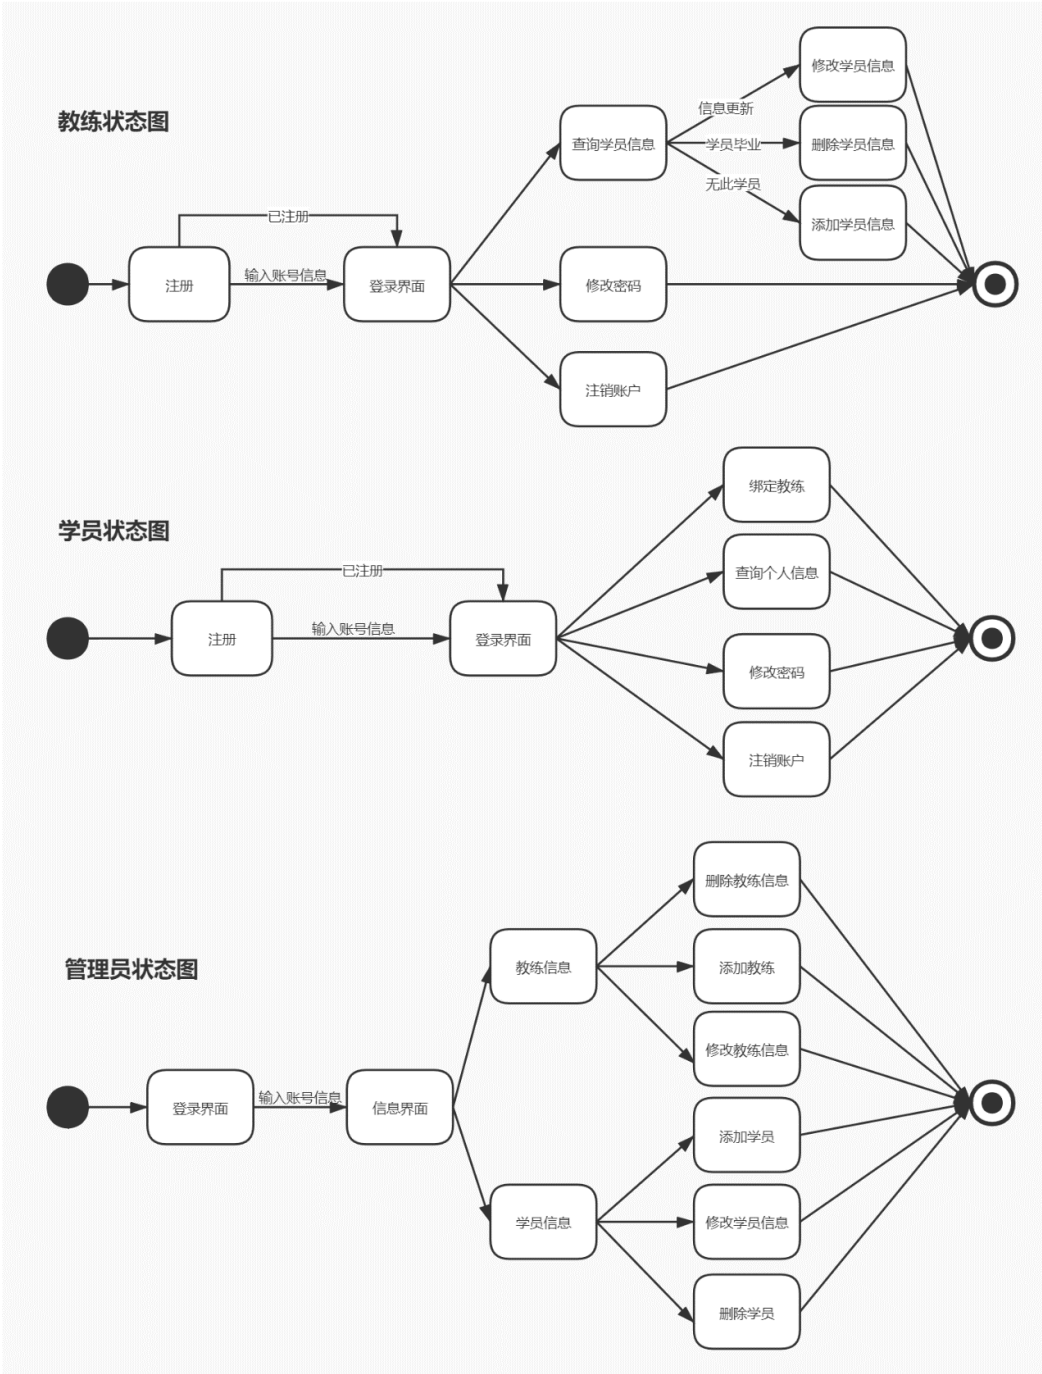 教练状态图
已注册
注册
输入账号信息
登录界面
查询学员信息
信息更新
学员毕业
无此学员
修改学员信息
删除学员信息
添加学员信息
修改密码
注销账户
学员状态图
已注册
注册
输入账号信息
登录界面
绑定教练
查询个人信息
修改密码
注销账户
管理员状态图
登录界面
输入账号信息
信息界面
教练信息
删除教练信息
添加教练
修改教练信息
学员信息
添加学员
修改学员信息
删除学员